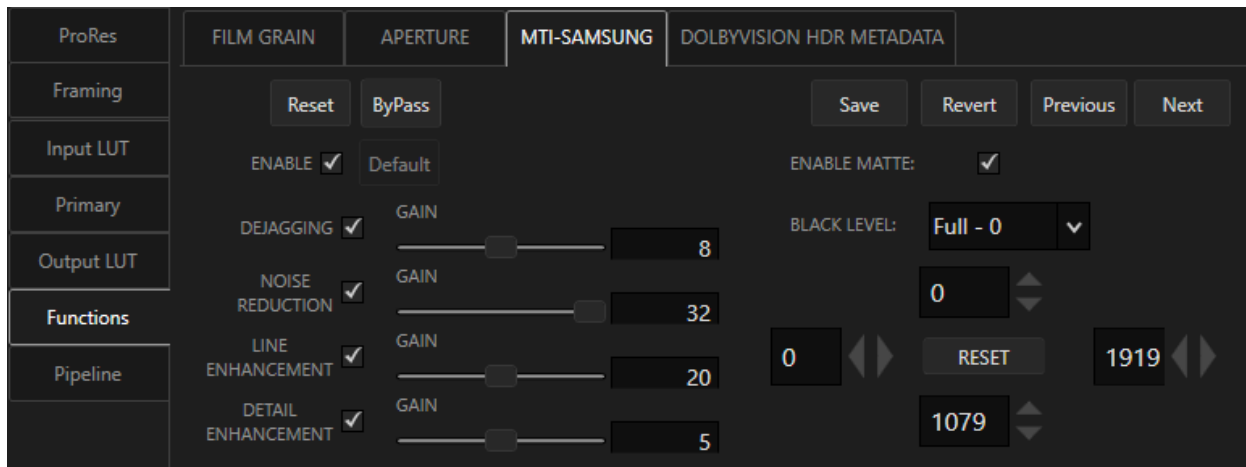 ProRes
Framing
Input LUT
Primary
Output LUT
Functions
Pipeline
FILM GRAIN APERTURE MTI-SAMSUNG DOLBYVISION HDR METADATA
Reset ByPass Save Revert Previous Next
ENABLE Default ENABLE MATTE:
DEJAGGING GAIN 8 BLACK LEVEL: Full - 0
NOISE
REDUCTION GAIN 32 0
LINE
ENHANCEMENT GAIN 20 0 RESET 1919
DETAIL
ENHANCEMENT GAIN 5 1079